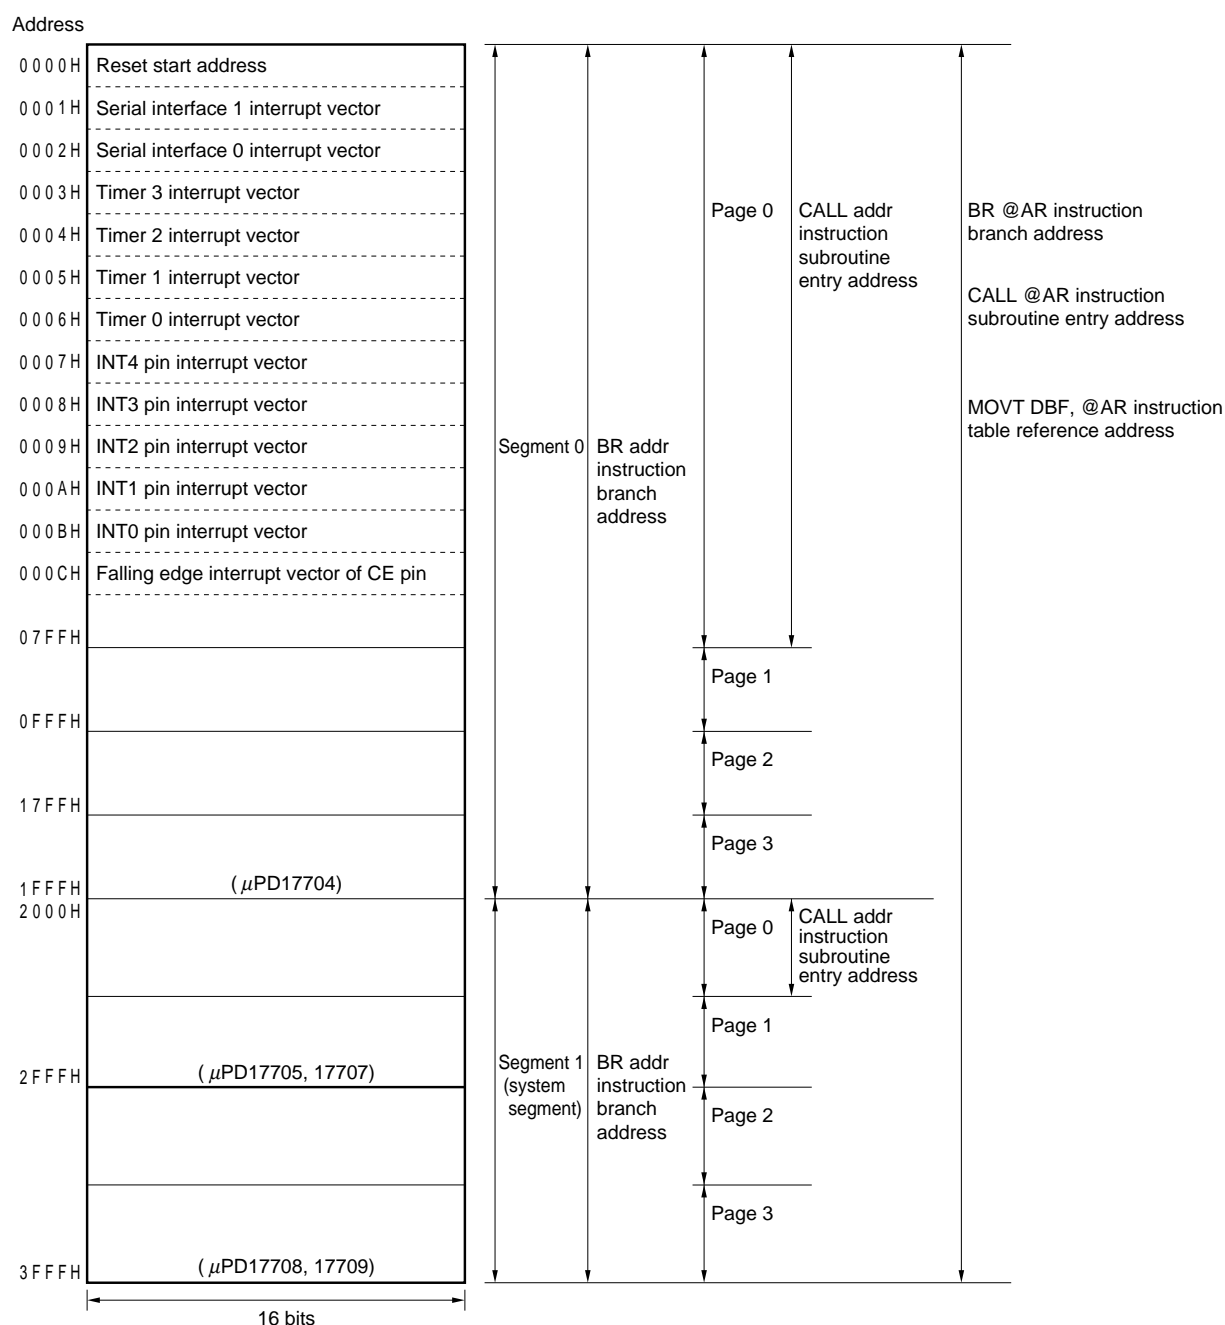 Address
0000H Reset start address
0001H Serial interface 1 interrupt vector
0002H Serial interface 0 interrupt vector
0003H Timer 3 interrupt vector
0004H Timer 2 interrupt vector
0005H Timer 1 interrupt vector
0006H Timer 0 interrupt vector
0007H INT4 pin interrupt vector
0008H INT3 pin interrupt vector
0009H INT2 pin interrupt vector
000AH INT1 pin interrupt vector
000BH INT0 pin interrupt vector
000CH Falling edge interrupt vector of CE pin
07FFH
0FFFH
17FFH
1FFFH (μPD17704)
2000H
2FFFH (μPD17705, 17707)
3FFFH (μPD17708, 17709)
16 bits
Segment 0
BR addr
instruction
branch
address
Page 0
CALL addr
instruction
subroutine
entry address
Page 1
Page 2
Page 3
Segment 1
(system
segment)
BR addr
instruction
branch
address
Page 0
CALL addr
instruction
subroutine
entry address
Page 1
Page 2
Page 3
BR @AR instruction
branch address
CALL @AR instruction
subroutine entry address
MOVT DBF, @AR instruction
table reference address